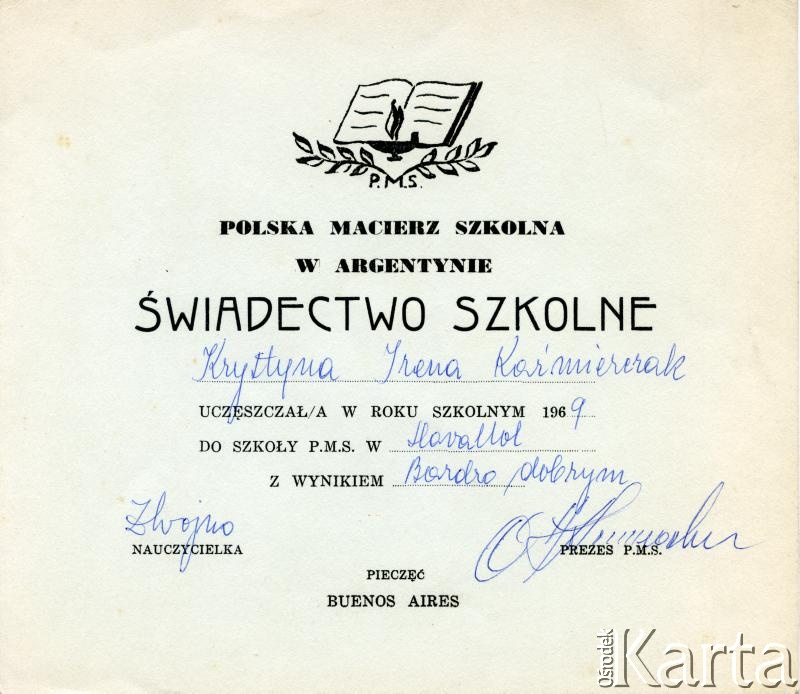 P.M.S.
POLSKA MACIERZ SZKOLNA
W ARGENTYNIE
ŚWIADECTWO SZKOLNE
Krystyna Irena Kaźmierczak
UCZĘSZCZAŁ/A W ROKU SZKOLNYM 1969
DO SZKOŁY P.M.S. W Llavallol
Z WYNIKIEM Bardzo dobrym
NAUCZYCIELKA
PREZES P.M.S.
PIECZĘĆ
BUENOS AIRES
Ośrodek Karta